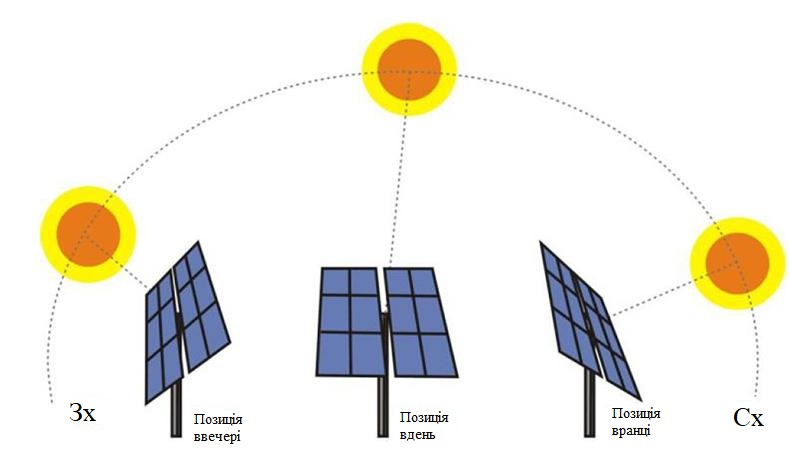 Зх
Позиція
ввечері
Позиція
вдень
Позиція
вранці
Сх